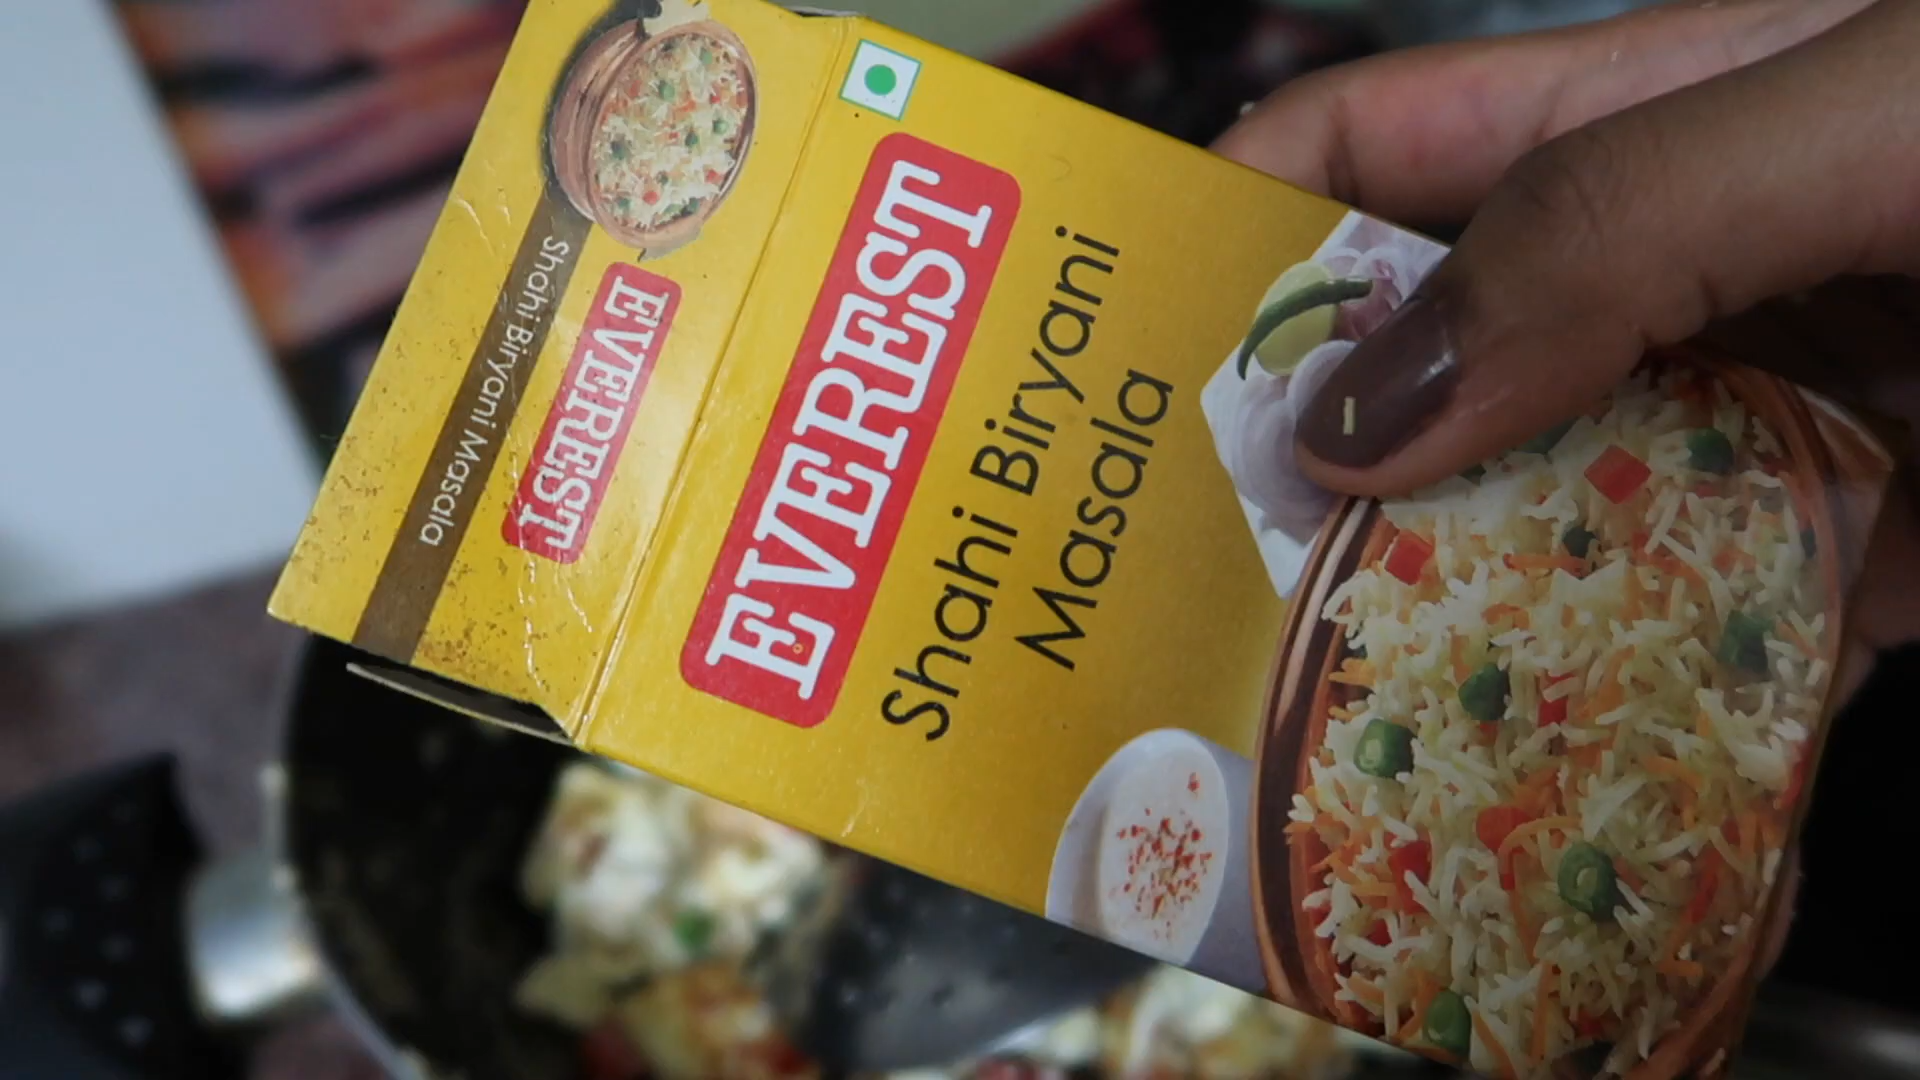 EVEREST
Shahi Biryani
Masala
Shahi Biryani Masala
EVEREST